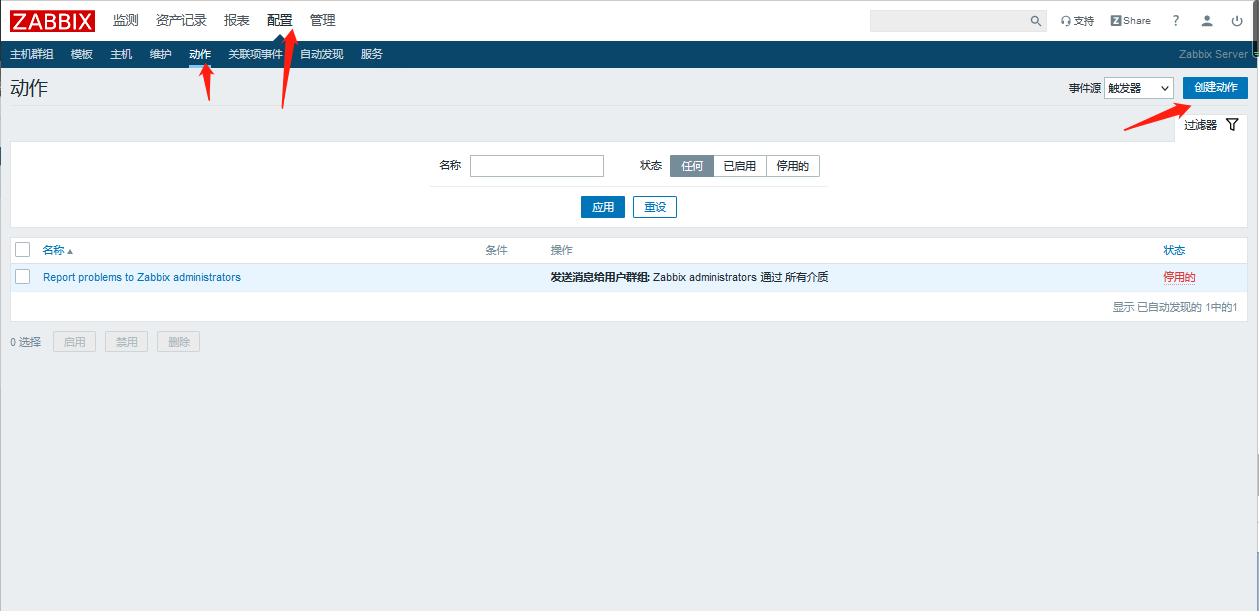 ZABBIX 监测 资产记录 报表 配置 管理 支持 Z Share ?
主机群组 模板 主机 维护 动作 关联项事件 自动发现 服务 Zabbix Server
动作 事件源 触发器 创建动作
过滤器
名称 状态 任何 已启用 停用的
应用 重设
名称 条件 操作 状态
Report problems to Zabbix administrators 发送消息给用户群组: Zabbix administrators 通过 所有介质 停用的
显示 已自动发现的 1中的1
0 选择 启用 禁用 删除